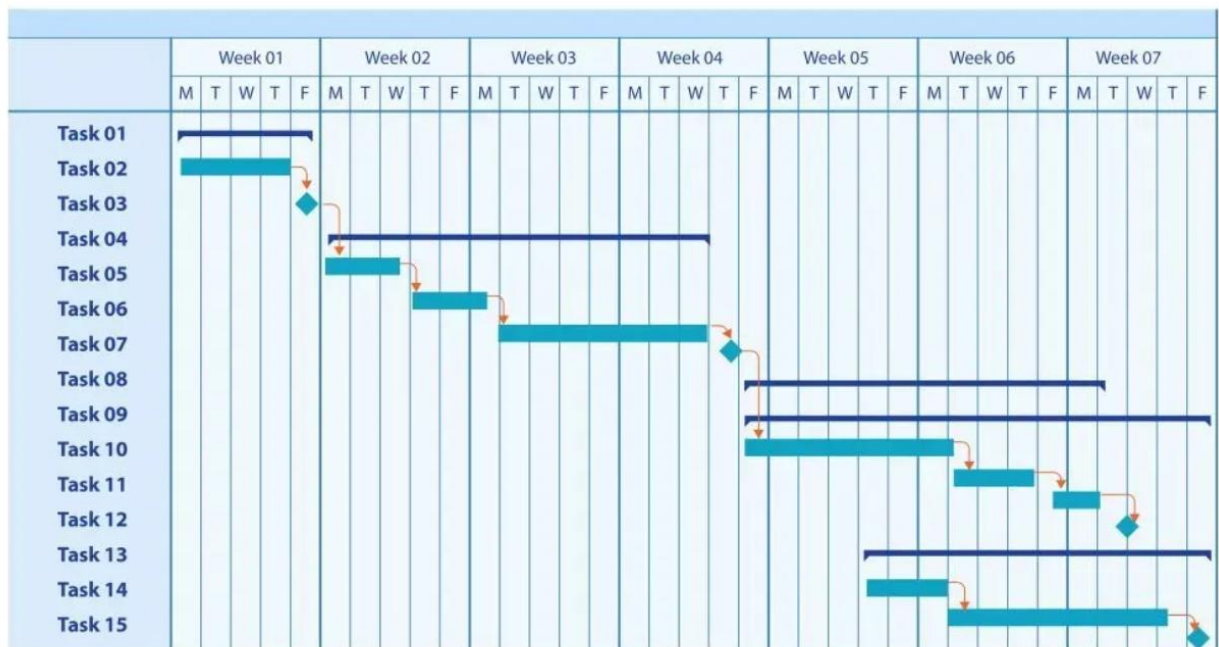 Week 01 Week 02 Week 03 Week 04 Week 05 Week 06 Week 07
M T W T F M T W T F M T W T F M T W T F M T W T F M T W T F M T W T F
Task 01
Task 02
Task 03
Task 04
Task 05
Task 06
Task 07
Task 08
Task 09
Task 10
Task 11
Task 12
Task 13
Task 14
Task 15